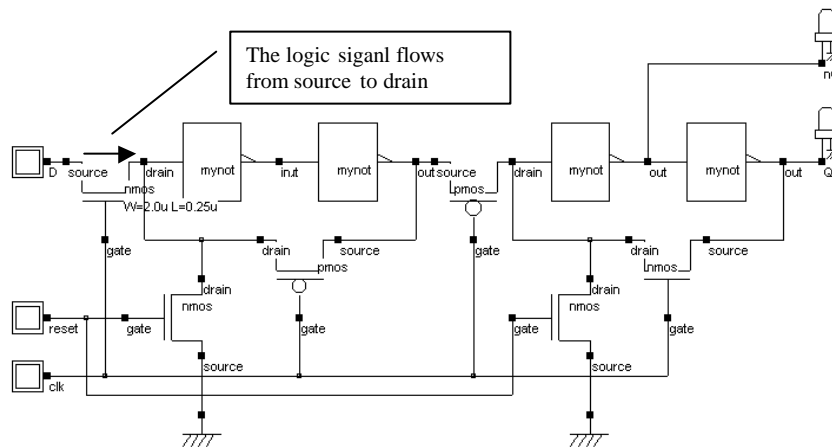 The logic siganl flows
from source to drain
nQ
D source drain mynot in.t mynot out source drain mynot out mynot out Q
nmos pmos
W=2.0u L=0.25u
gate drain source gate drain source
pmos nmos
drain drain
nmos gate gate nmos gate
reset gate gate
source source
clk